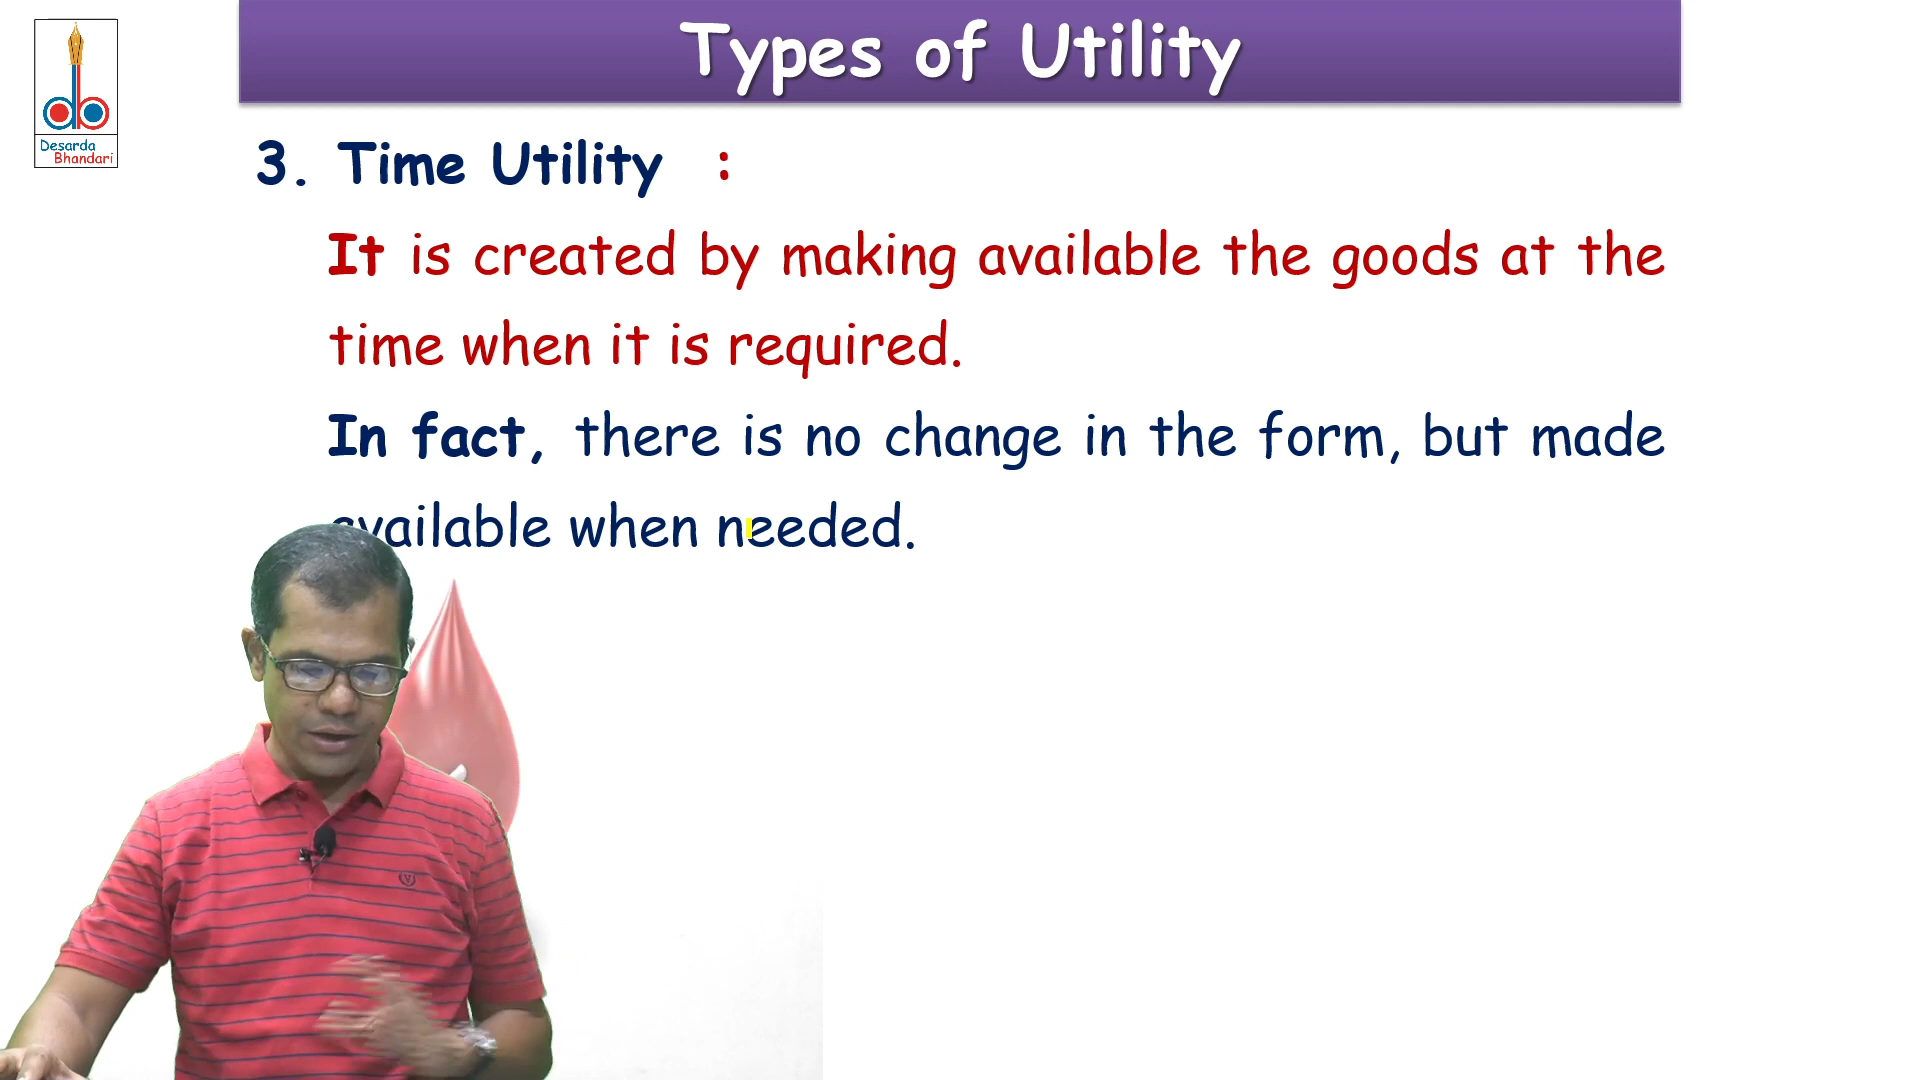 Types of Utility
Desarda
Bhandari
3. Time Utility :
It is created by making available the goods at the
time when it is required.
In fact, there is no change in the form, but made
available when needed.